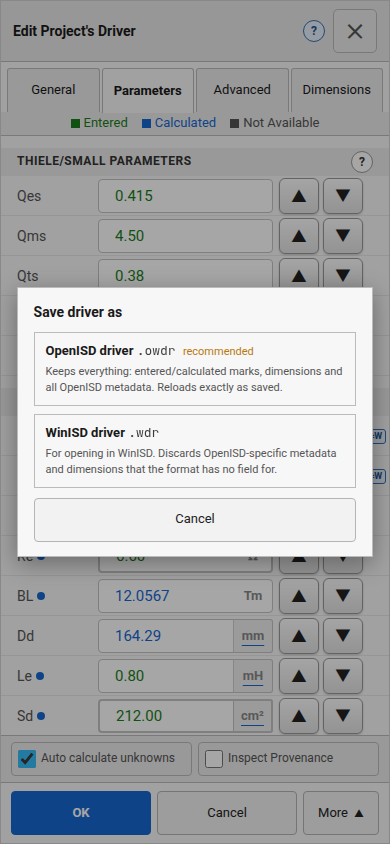 Edit Project's Driver ?
General Parameters Advanced Dimensions
Entered Calculated Not Available
THIELE/SMALL PARAMETERS ?
Qes 0.415
Qms 4.50
Qts 0.38
Save driver as
OpenISD driver .owdr recommended
Keeps everything: entered/calculated marks, dimensions and
all OpenISD metadata. Reloads exactly as saved.
WinISD driver .wdr
For opening in WinISD. Discards OpenISD-specific metadata
and dimensions that the format has no field for.
Cancel
BL 12.0567 Tm
Dd 164.29 mm
Le 0.80 mH
Sd 212.00 cm²
Auto calculate unknowns Inspect Provenance
OK Cancel More